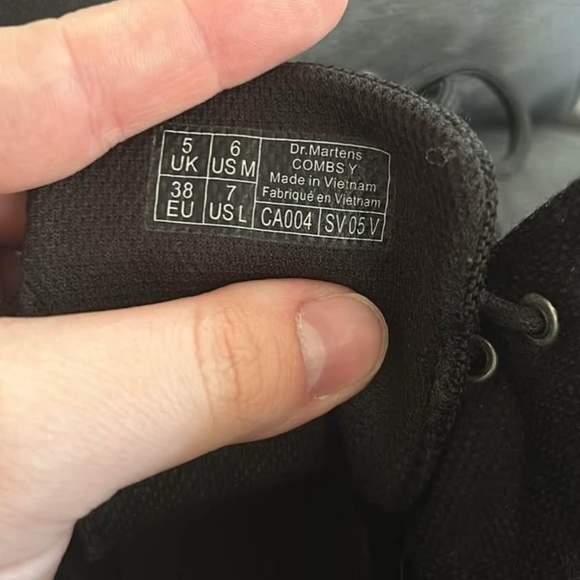 5 UK
6 US M
38 EU
7 US L
Dr.Martens
COMBS Y
Made in Vietnam
Fabriqué en Vietnam
CA004
SV 05 V